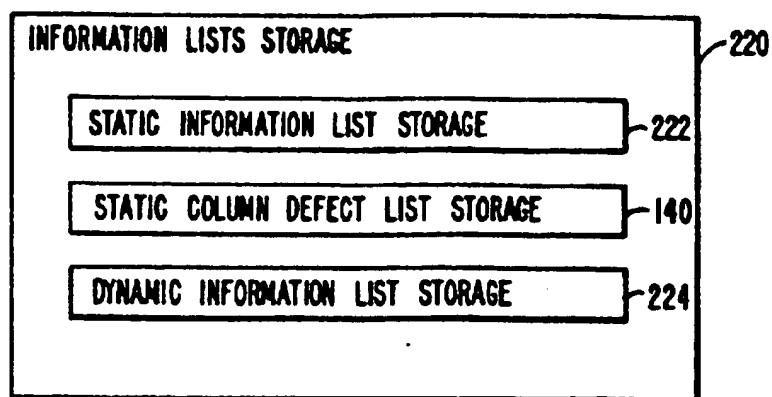 INFORMATION LISTS STORAGE
220
STATIC INFORMATION LIST STORAGE
222
STATIC COLUMN DEFECT LIST STORAGE
140
DYNAMIC INFORMATION LIST STORAGE
224